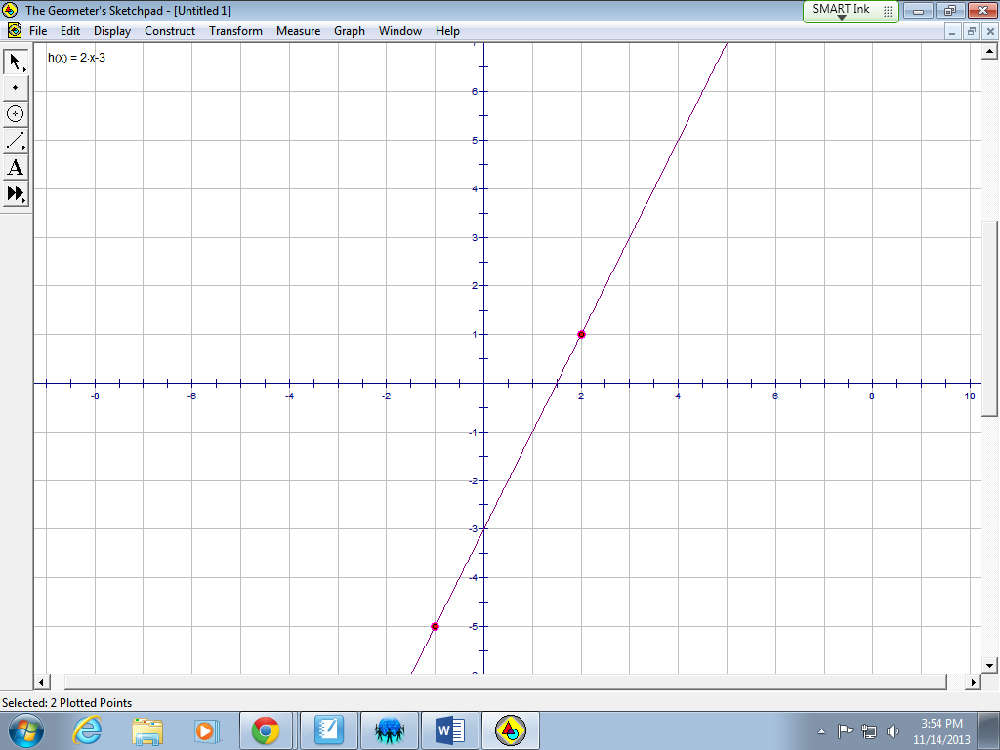 The Geometer's Sketchpad - [Untitled 1]
SMART Ink
File Edit Display Construct Transform Measure Graph Window Help
h(x) = 2·x-3
A
6
5
4
3
2
1
-8 -6 -4 -2 2 4 6 8 10
-1
-2
-3
-4
-5
Selected: 2 Plotted Points
W
3:54 PM
11/14/2013